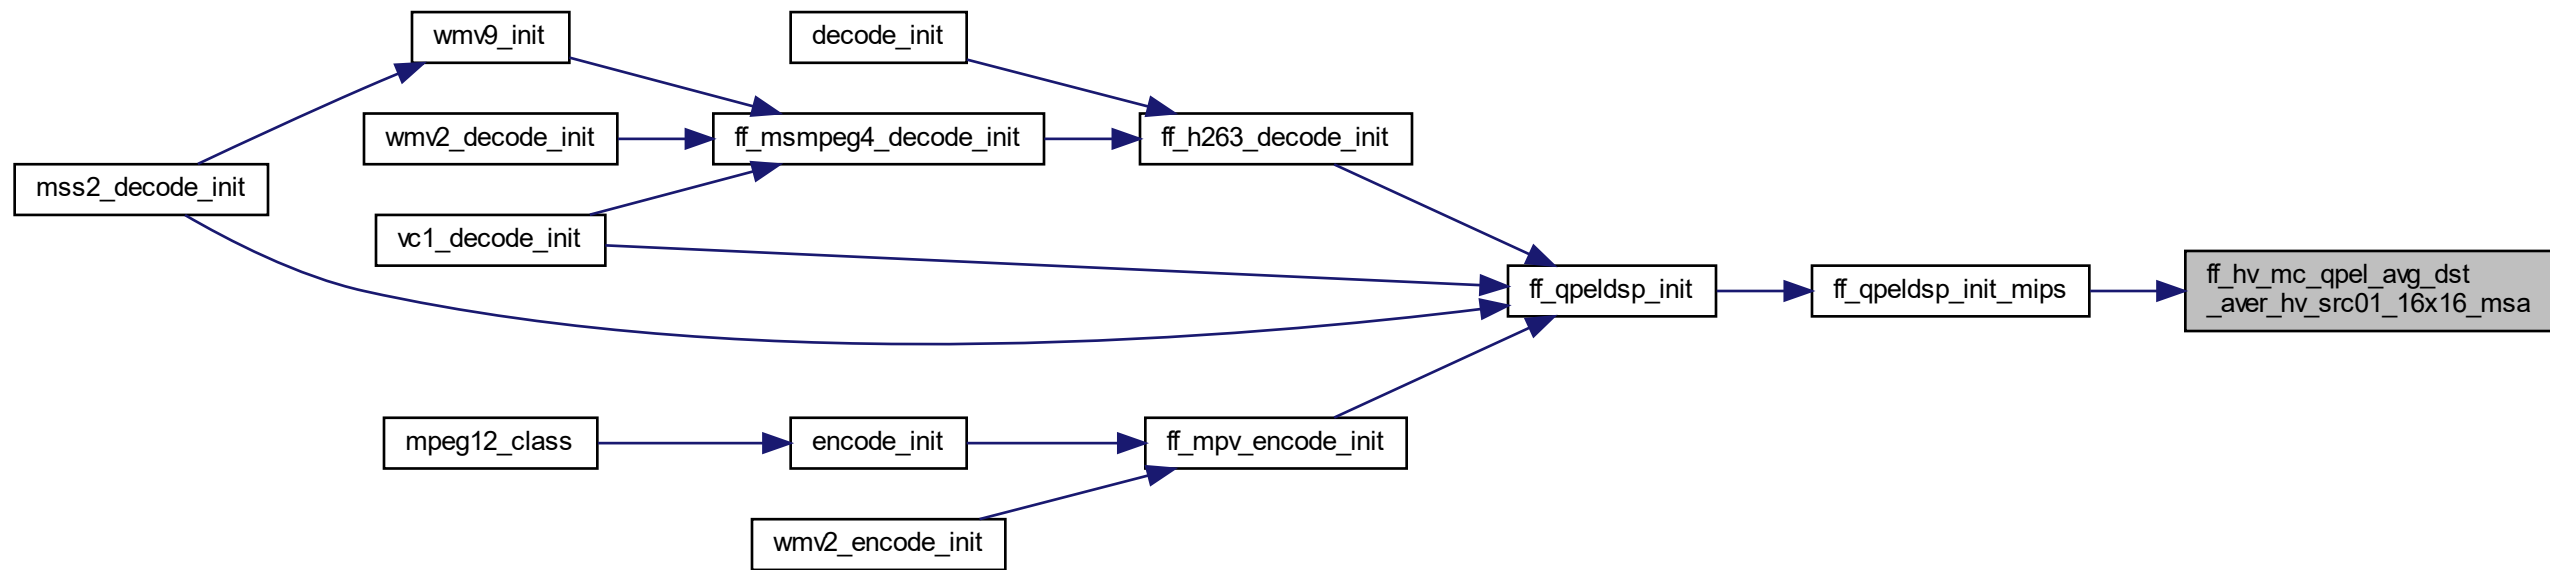 wmv9_init
decode_init
wmv2_decode_init
ff_msmpeg4_decode_init
ff_h263_decode_init
mss2_decode_init
vc1_decode_init
ff_qpeldsp_init
ff_qpeldsp_init_mips
ff_hv_mc_qpel_avg_dst
_aver_hv_src01_16x16_msa
mpeg12_class
encode_init
ff_mpv_encode_init
wmv2_encode_init